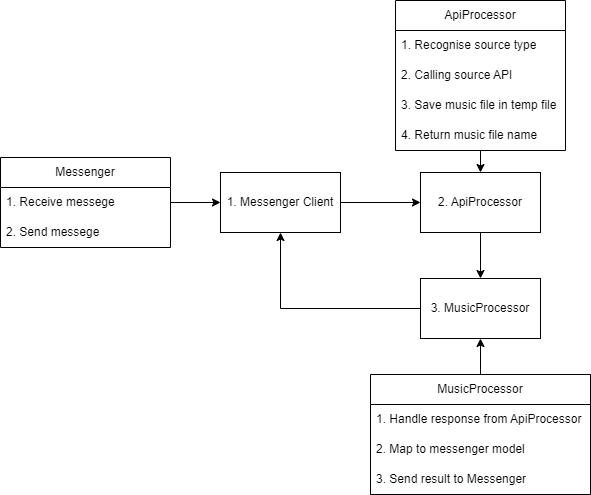 ApiProcessor
1. Recognise source type
2. Calling source API
3. Save music file in temp file
4. Return music file name
Messenger
1. Receive messege
2. Send messege
1. Messenger Client
2. ApiProcessor
3. MusicProcessor
MusicProcessor
1. Handle response from ApiProcessor
2. Map to messenger model
3. Send result to Messenger